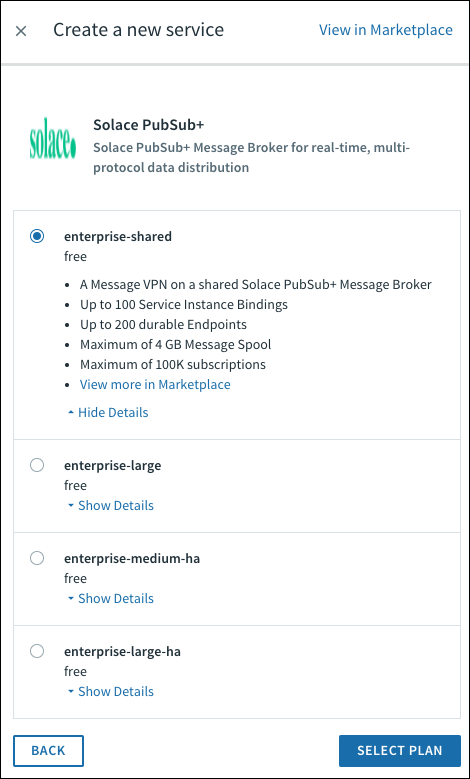 Create a new service
View in Marketplace
solace.
Solace PubSub+
Solace PubSub+ Message Broker for real-time, multi-
protocol data distribution
enterprise-shared
free
A Message VPN on a shared Solace PubSub+ Message Broker
Up to 100 Service Instance Bindings
Up to 200 durable Endpoints
Maximum of 4 GB Message Spool
Maximum of 100K subscriptions
View more in Marketplace
Hide Details
enterprise-large
free
Show Details
enterprise-medium-ha
free
Show Details
enterprise-large-ha
free
Show Details
BACK
SELECT PLAN